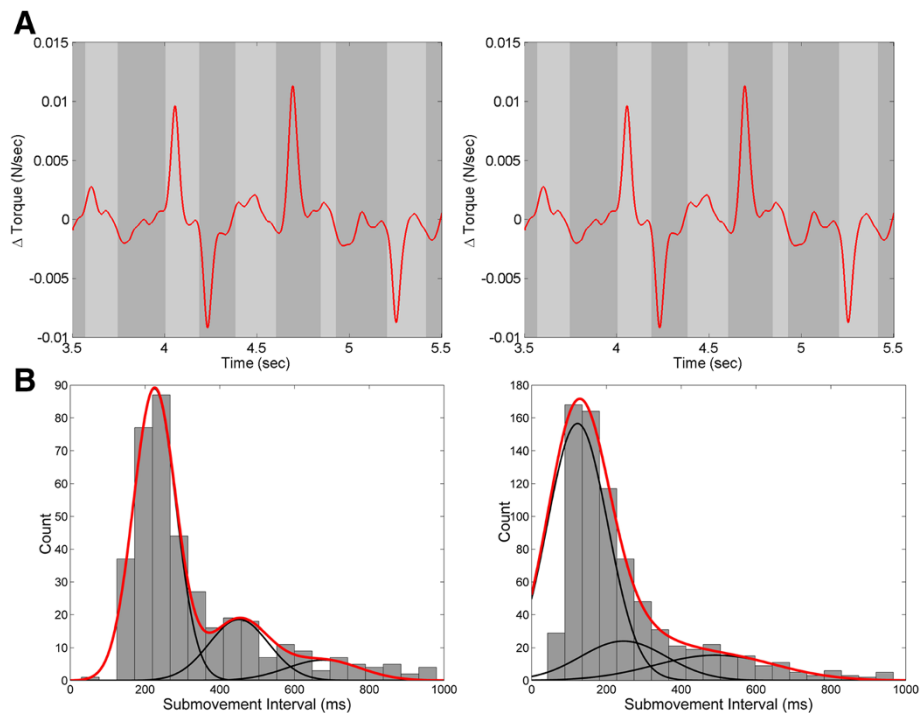 A
0.015
0.01
0.005
0
-0.005
-0.01
Δ Torque (N/sec)
3.5 4 4.5 5 5.5
Time (sec)
0.015
0.01
0.005
0
-0.005
-0.01
Δ Torque (N/sec)
3.5 4 4.5 5 5.5
Time (sec)
B
90
80
70
60
50
40
30
20
10
0
Count
0 200 400 600 800 1000
Submovement Interval (ms)
180
160
140
120
100
80
60
40
20
0
Count
0 200 400 600 800 1000
Submovement Interval (ms)